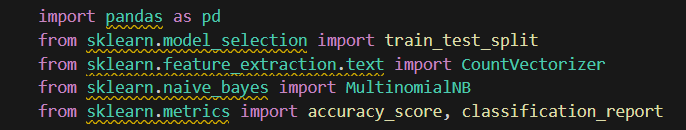 import pandas as pd
from sklearn.model_selection import train_test_split
from sklearn.feature_extraction.text import CountVectorizer
from sklearn.naive_bayes import MultinomialNB
from sklearn.metrics import accuracy_score, classification_report